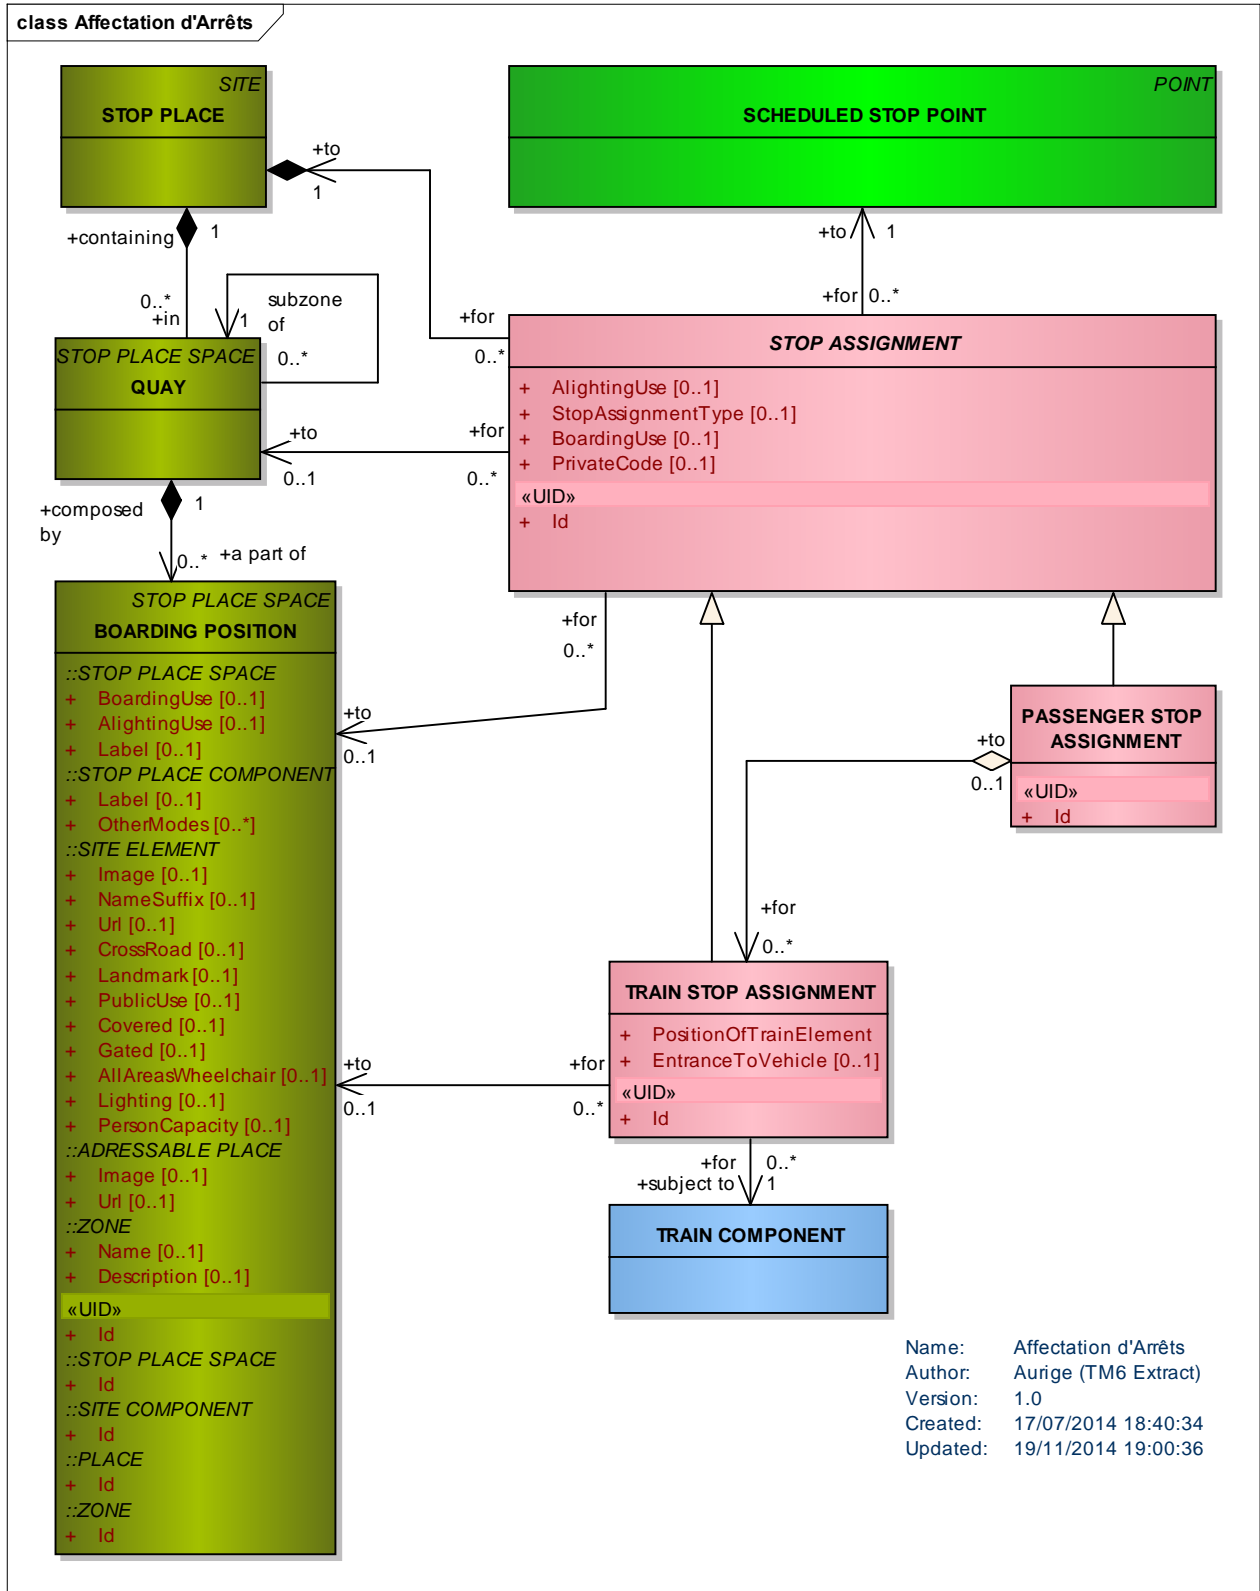 class Affectation d'Arrêts
SITE
STOP PLACE
POINT
SCHEDULED STOP POINT
+to
1
+containing
1
0..*
+in
subzone
of
1
0..*
+to
1
+for
0..*
+for
0..*
STOP PLACE SPACE
QUAY
+to
0..1
+for
0..*
STOP ASSIGNMENT
+ AlightingUse [0..1]
+ StopAssignmentType [0..1]
+ BoardingUse [0..1]
+ PrivateCode [0..1]
«UID»
+ Id
+composed
by
1
0..*
+a part of
STOP PLACE SPACE
BOARDING POSITION
::STOP PLACE SPACE
+ BoardingUse [0..1]
+ AlightingUse [0..1]
+ Label [0..1]
::STOP PLACE COMPONENT
+ Label [0..1]
+ OtherModes [0..*]
::SITE ELEMENT
+ Image [0..1]
+ NameSuffix [0..1]
+ Url [0..1]
+ CrossRoad [0..1]
+ Landmark [0..1]
+ PublicUse [0..1]
+ Covered [0..1]
+ Gated [0..1]
+ AllAreasWheelchair [0..1]
+ Lighting [0..1]
+ PersonCapacity [0..1]
::ADRESSABLE PLACE
+ Image [0..1]
+ Url [0..1]
::ZONE
+ Name [0..1]
+ Description [0..1]
«UID»
+ Id
::STOP PLACE SPACE
+ Id
::SITE COMPONENT
+ Id
::PLACE
+ Id
::ZONE
+ Id
+for
0..*
+to
0..1
PASSENGER STOP
ASSIGNMENT
«UID»
+ Id
+to
0..1
+for
0..*
TRAIN STOP ASSIGNMENT
+ PositionOfTrainElement
+ EntranceToVehicle [0..1]
«UID»
+ Id
+to
0..1
+for
0..*
+for
0..*
+subject to
1
TRAIN COMPONENT
Name: Affectation d'Arrêts
Author: Aurige (TM6 Extract)
Version: 1.0
Created: 17/07/2014 18:40:34
Updated: 19/11/2014 19:00:36